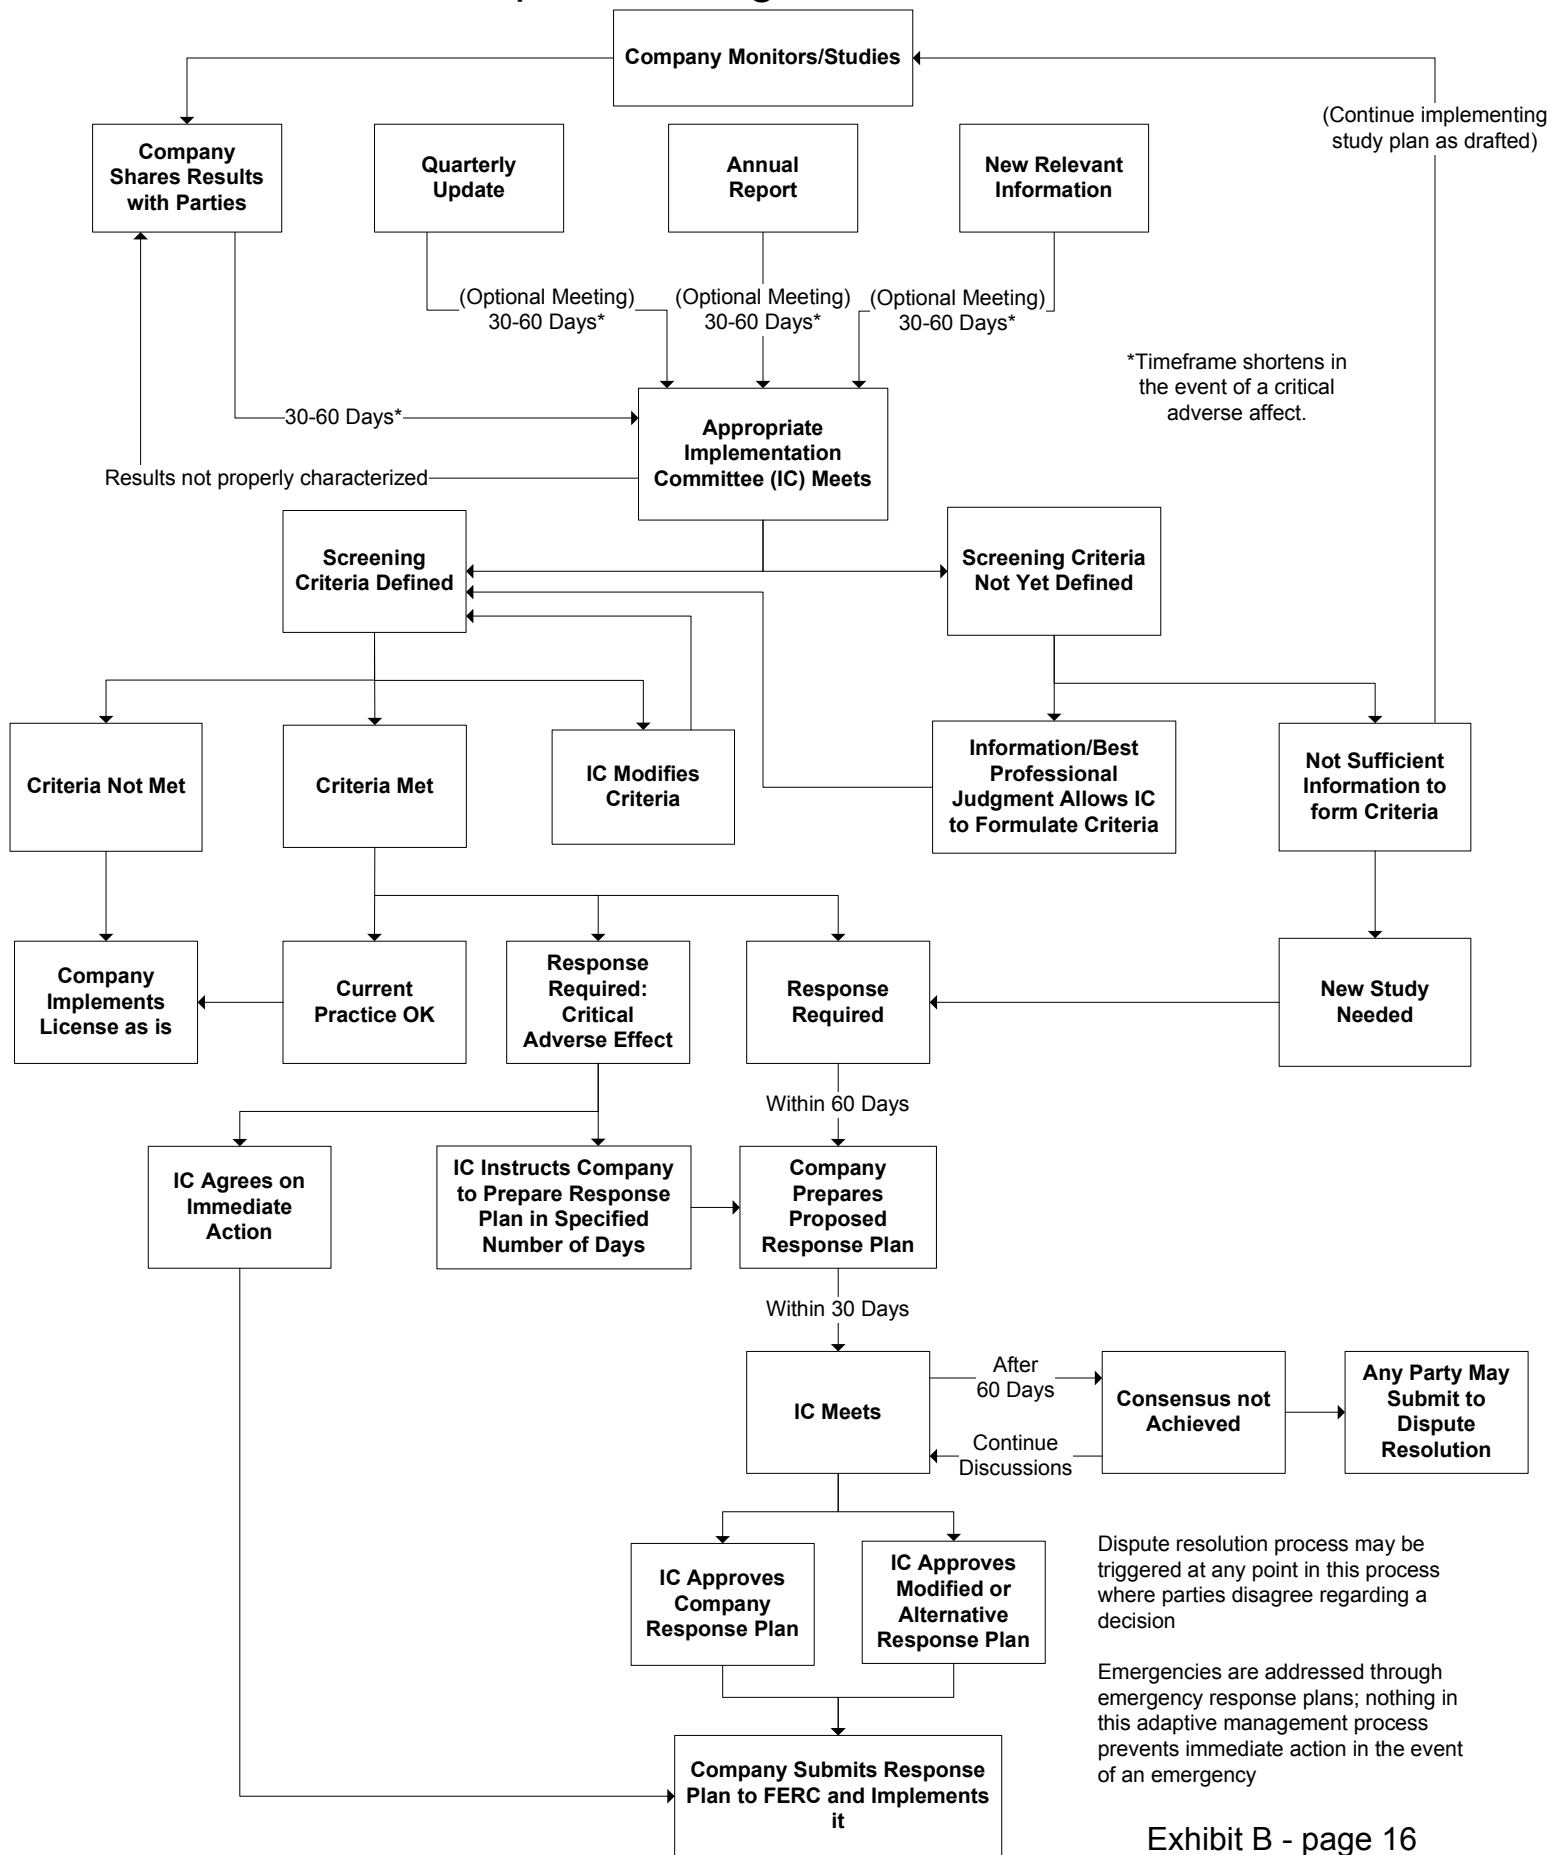 Company Monitors/Studies
(Continue implementing
study plan as drafted)
Company
Shares Results
with Parties
Quarterly
Update
Annual
Report
New Relevant
Information
(Optional Meeting)
30-60 Days*
(Optional Meeting)
30-60 Days*
(Optional Meeting)
30-60 Days*
*Timeframe shortens in
the event of a critical
adverse affect.
30-60 Days*
Appropriate
Implementation
Committee (IC) Meets
Results not properly characterized
Screening
Criteria Defined
Screening Criteria
Not Yet Defined
Criteria Not Met
Criteria Met
IC Modifies
Criteria
Information/Best
Professional
Judgment Allows IC
to Formulate Criteria
Not Sufficient
Information to
form Criteria
Company
Implements
License as is
Current
Practice OK
Response
Required:
Critical
Adverse Effect
Response
Required
New Study
Needed
Within 60 Days
IC Agrees on
Immediate
Action
IC Instructs Company
to Prepare Response
Plan in Specified
Number of Days
Company
Prepares
Proposed
Response Plan
Within 30 Days
IC Meets
After
60 Days
Continue
Discussions
Consensus not
Achieved
Any Party May
Submit to
Dispute
Resolution
IC Approves
Company
Response Plan
IC Approves
Modified or
Alternative
Response Plan
Dispute resolution process may be
triggered at any point in this process
where parties disagree regarding a
decision
Emergencies are addressed through
emergency response plans; nothing in
this adaptive management process
prevents immediate action in the event
of an emergency
Company Submits Response
Plan to FERC and Implements
it
Exhibit B - page 16